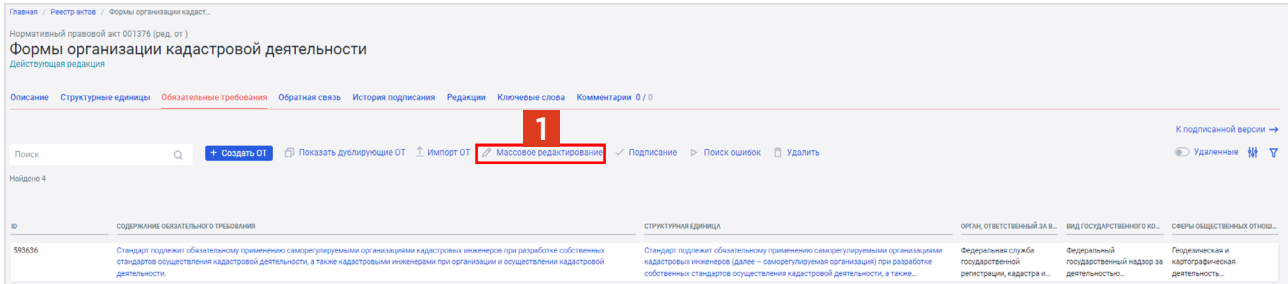 Главная / Реестр актов / Формы организации кадаст...
Нормативный правовой акт 001376 (ред. от )
Формы организации кадастровой деятельности
Действующая редакция
Описание Структурные единицы Обязательные требования Обратная связь История подписания Редакции Ключевые слова Комментарии 0 / 0
1
К подписанной версии →
Поиск + Создать ОТ Показать дублирующие ОТ Импорт ОТ Массовое редактирование Подписание Поиск ошибок Удалить Удаленные
Найдено 4
ID СОДЕРЖАНИЕ ОБЯЗАТЕЛЬНОГО ТРЕБОВАНИЯ СТРУКТУРНАЯ ЕДИНИЦА ОРГАН, ОТВЕТСТВЕННЫЙ ЗА В... ВИД ГОСУДАРСТВЕННОГО КО... СФЕРЫ ОБЩЕСТВЕННЫХ ОТНОШ...
593636 Стандарт подлежит обязательному применению саморегулируемыми организациями кадастровых инженеров при разработке собственных Стандарт подлежит обязательному применению саморегулируемыми организациями Федеральная служба Федеральный Геодезическая и
стандартов осуществления кадастровой деятельности, а также кадастровыми инженерами при организации и осуществлении кадастровой кадастровых инженеров (далее – саморегулируемая организация) при разработке государственной государственный надзор за картографическая
деятельности. собственных стандартов осуществления кадастровой деятельности, а также... регистрации, кадастра и... деятельностью... деятельность...